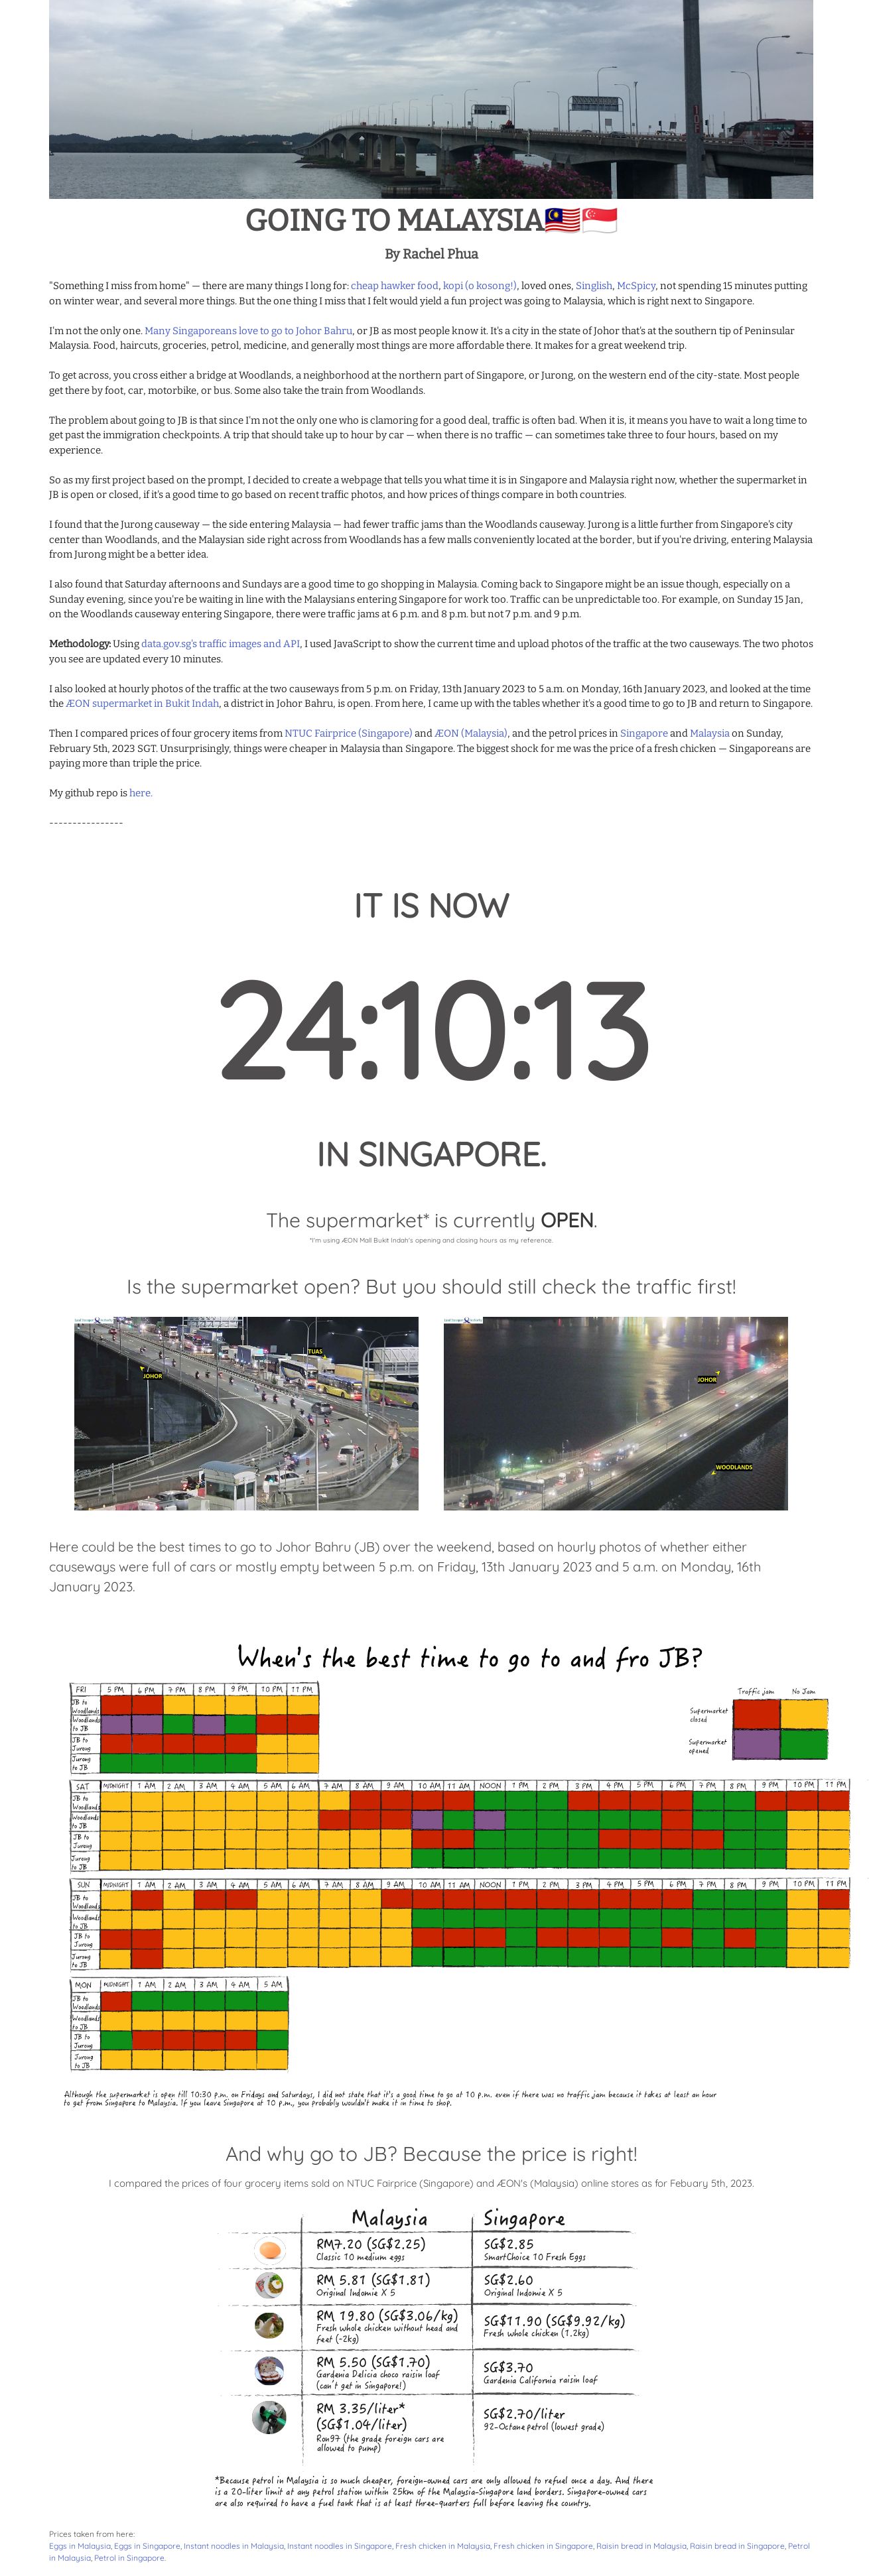 GOING TO MALAYSIA🇲🇾🇸🇬
By Rachel Phua
"Something I miss from home" — there are many things I long for: cheap hawker food, kopi (o kosong!), loved ones, Singlish, McSpicy, not spending 15 minutes putting
on winter wear, and several more things. But the one thing I miss that I felt would yield a fun project was going to Malaysia, which is right next to Singapore.
I'm not the only one. Many Singaporeans love to go to Johor Bahru, or JB as most people know it. It's a city in the state of Johor that's at the southern tip of Peninsular
Malaysia. Food, haircuts, groceries, petrol, medicine, and generally most things are more affordable there. It makes for a great weekend trip.
To get across, you cross either a bridge at Woodlands, a neighborhood at the northern part of Singapore, or Jurong, on the western end of the city-state. Most people
get there by foot, car, motorbike, or bus. Some also take the train from Woodlands.
The problem about going to JB is that since I'm not the only one who is clamoring for a good deal, traffic is often bad. When it is, it means you have to wait a long time to
get past the immigration checkpoints. A trip that should take up to hour by car — when there is no traffic — can sometimes take three to four hours, based on my
experience.
So as my first project based on the prompt, I decided to create a webpage that tells you what time it is in Singapore and Malaysia right now, whether the supermarket in
JB is open or closed, if it's a good time to go based on recent traffic photos, and how prices of things compare in both countries.
I found that the Jurong causeway — the side entering Malaysia — had fewer traffic jams than the Woodlands causeway. Jurong is a little further from Singapore's city
center than Woodlands, and the Malaysian side right across from Woodlands has a few malls conveniently located at the border, but if you're driving, entering Malaysia
from Jurong might be a better idea.
I also found that Saturday afternoons and Sundays are a good time to go shopping in Malaysia. Coming back to Singapore might be an issue though, especially on a
Sunday evening, since you're be waiting in line with the Malaysians entering Singapore for work too. Traffic can be unpredictable too. For example, on Sunday 15 Jan,
on the Woodlands causeway entering Singapore, there were traffic jams at 6 p.m. and 8 p.m. but not 7 p.m. and 9 p.m.
Methodology: Using data.gov.sg's traffic images and API, I used JavaScript to show the current time and upload photos of the traffic at the two causeways. The two photos
you see are updated every 10 minutes.
I also looked at hourly photos of the traffic at the two causeways from 5 p.m. on Friday, 13th January 2023 to 5 a.m. on Monday, 16th January 2023, and looked at the time
the ÆON supermarket in Bukit Indah, a district in Johor Bahru, is open. From here, I came up with the tables whether it's a good time to go to JB and return to Singapore.
Then I compared prices of four grocery items from NTUC Fairprice (Singapore) and ÆON (Malaysia), and the petrol prices in Singapore and Malaysia on Sunday,
February 5th, 2023 SGT. Unsurprisingly, things were cheaper in Malaysia than Singapore. The biggest shock for me was the price of a fresh chicken — Singaporeans are
paying more than triple the price.
My github repo is here.
----------------
IT IS NOW
24:10:13
IN SINGAPORE.
The supermarket* is currently OPEN.
*I'm using ÆON Mall Bukit Indah's opening and closing hours as my reference.
Is the supermarket open? But you should still check the traffic first!
TUAS
JOHOR
JOHOR
WOODLANDS
Here could be the best times to go to Johor Bahru (JB) over the weekend, based on hourly photos of whether either
causeways were full of cars or mostly empty between 5 p.m. on Friday, 13th January 2023 and 5 a.m. on Monday, 16th
January 2023.
When's the best time to go to and fro JB?
Traffic jam No Jam
Supermarket
closed
Supermarket
opened
FRI 5 PM 6 PM 7 PM 8 PM 9 PM 10 PM 11 PM
JB to
Woodlands
Woodlands
to JB
JB to
Jurong
Jurong
to JB
SAT MIDNIGHT 1 AM 2 AM 3 AM 4 AM 5 AM 6 AM 7 AM 8 AM 9 AM 10 AM 11 AM NOON 1 PM 2 PM 3 PM 4 PM 5 PM 6 PM 7 PM 8 PM 9 PM 10 PM 11 PM
JB to
Woodlands
Woodlands
to JB
JB to
Jurong
Jurong
to JB
SUN MIDNIGHT 1 AM 2 AM 3 AM 4 AM 5 AM 6 AM 7 AM 8 AM 9 AM 10 AM 11 AM NOON 1 PM 2 PM 3 PM 4 PM 5 PM 6 PM 7 PM 8 PM 9 PM 10 PM 11 PM
JB to
Woodlands
Woodlands
to JB
JB to
Jurong
Jurong
to JB
MON MIDNIGHT 1 AM 2 AM 3 AM 4 AM 5 AM
JB to
Woodlands
Woodlands
to JB
JB to
Jurong
Jurong
to JB
Although the supermarket is open till 10:30 p.m. on Fridays and Saturdays, I did not state that it's a good time to go at 10 p.m. even if there was no traffic jam because it takes at least an hour
to get from Singapore to Malaysia. If you leave Singapore at 10 p.m., you probably wouldn't make it in time to shop.
And why go to JB? Because the price is right!
I compared the prices of four grocery items sold on NTUC Fairprice (Singapore) and ÆON's (Malaysia) online stores as for Febuary 5th, 2023.
Malaysia Singapore
RM7.20 (SG$2.25)
Classic 10 medium eggs
SG$2.85
SmartChoice 10 Fresh Eggs
RM 5.81 (SG$1.81)
Original Indomie X 5
SG$2.60
Original Indomie X 5
RM 19.80 (SG$3.06/kg)
Fresh whole chicken without head and
feet (~2kg)
SG$11.90 (SG$9.92/kg)
Fresh whole chicken (1.2kg)
RM 5.50 (SG$1.70)
Gardenia Delicia choco raisin loaf
(can't get in Singapore!)
SG$3.70
Gardenia California raisin loaf
RM 3.35/liter*
(SG$1.04/liter)
Ron97 (the grade foreign cars are
allowed to pump)
SG$2.70/liter
92-Octane petrol (lowest grade)
*Because petrol in Malaysia is so much cheaper, foreign-owned cars are only allowed to refuel once a day. And there
is a 20-liter limit at any petrol station within 25km of the Malaysia-Singapore land borders. Singapore-owned cars
are also required to have a fuel tank that is at least three-quarters full before leaving the country.
Prices taken from here:
Eggs in Malaysia, Eggs in Singapore, Instant noodles in Malaysia, Instant noodles in Singapore, Fresh chicken in Malaysia, Fresh chicken in Singapore, Raisin bread in Malaysia, Raisin bread in Singapore, Petrol
in Malaysia, Petrol in Singapore.